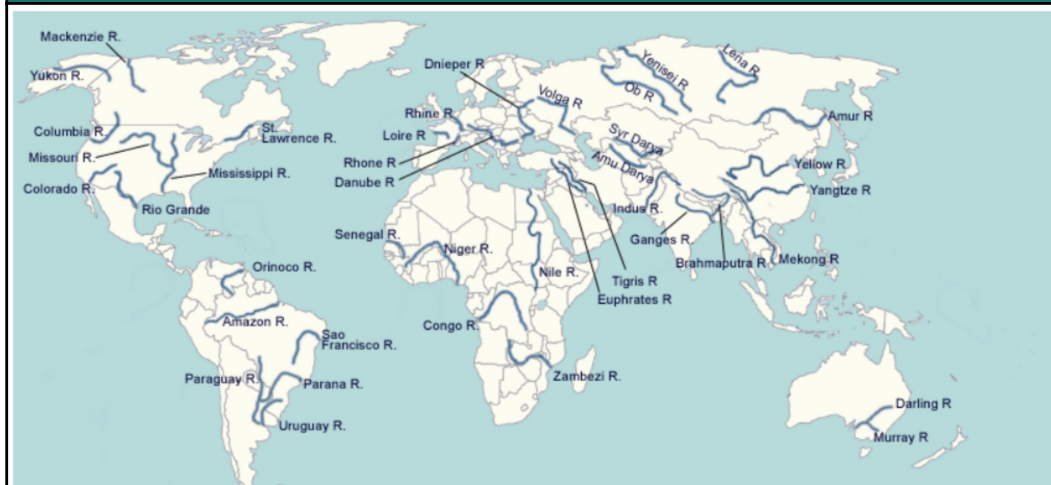 Mackenzie R.
Yukon R.
Columbia R.
Missouri R.
Colorado R.
St.
Lawrence R.
Mississippi R.
Rio Grande
Orinoco R.
Amazon R.
Sao
Francisco R.
Paraguay R.
Parana R.
Uruguay R.
Dnieper R
Volga R
Rhine R
Loire R
Rhone R
Danube R
Senegal R.
Niger R.
Nile R.
Congo R.
Zambezi R.
Tigris R
Euphrates R
Yenisei R
Ob R
Lena R
Amur R
Syr Darya
Amu Darya
Indus R.
Ganges R.
Brahmaputra R
Yellow R
Yangtze R
Mekong R
Darling R
Murray R